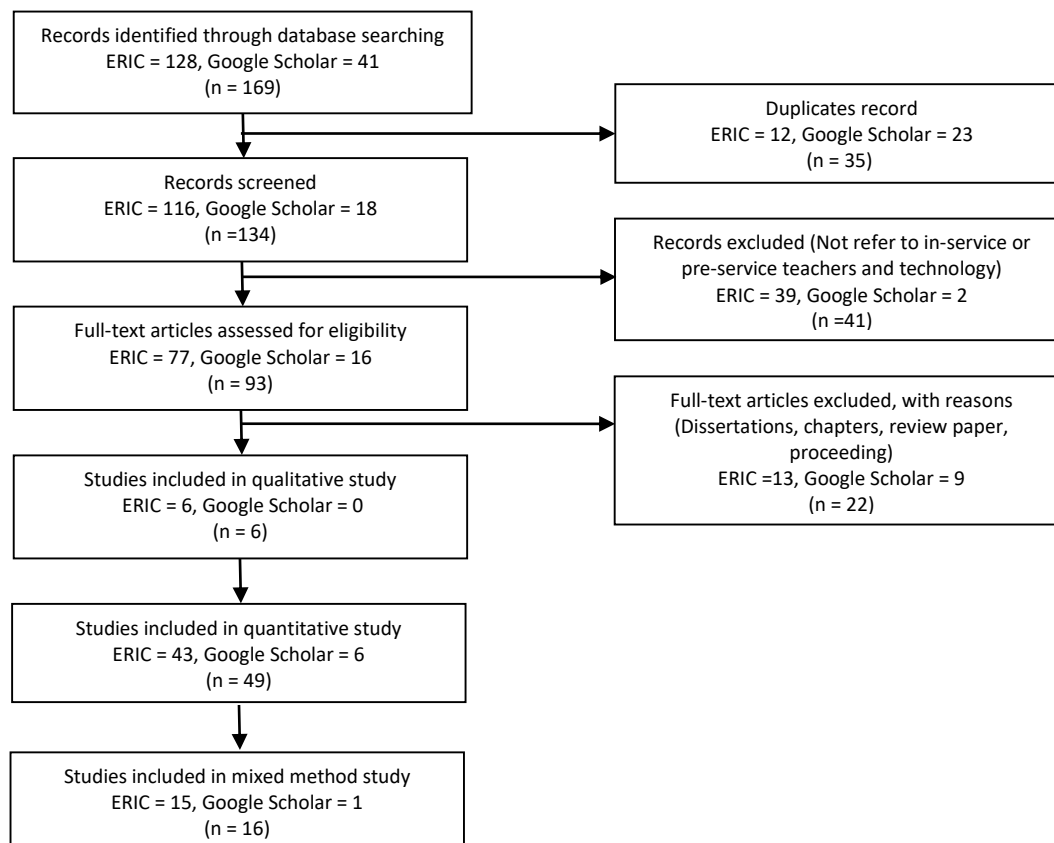 Records identified through database searching
ERIC = 128, Google Scholar = 41
(n = 169)
Duplicates record
ERIC = 12, Google Scholar = 23
(n = 35)
Records screened
ERIC = 116, Google Scholar = 18
(n =134)
Records excluded (Not refer to in-service or
pre-service teachers and technology)
ERIC = 39, Google Scholar = 2
(n =41)
Full-text articles assessed for eligibility
ERIC = 77, Google Scholar = 16
(n = 93)
Full-text articles excluded, with reasons
(Dissertations, chapters, review paper,
proceeding)
ERIC =13, Google Scholar = 9
(n = 22)
Studies included in qualitative study
ERIC = 6, Google Scholar = 0
(n = 6)
Studies included in quantitative study
ERIC = 43, Google Scholar = 6
(n = 49)
Studies included in mixed method study
ERIC = 15, Google Scholar = 1
(n = 16)